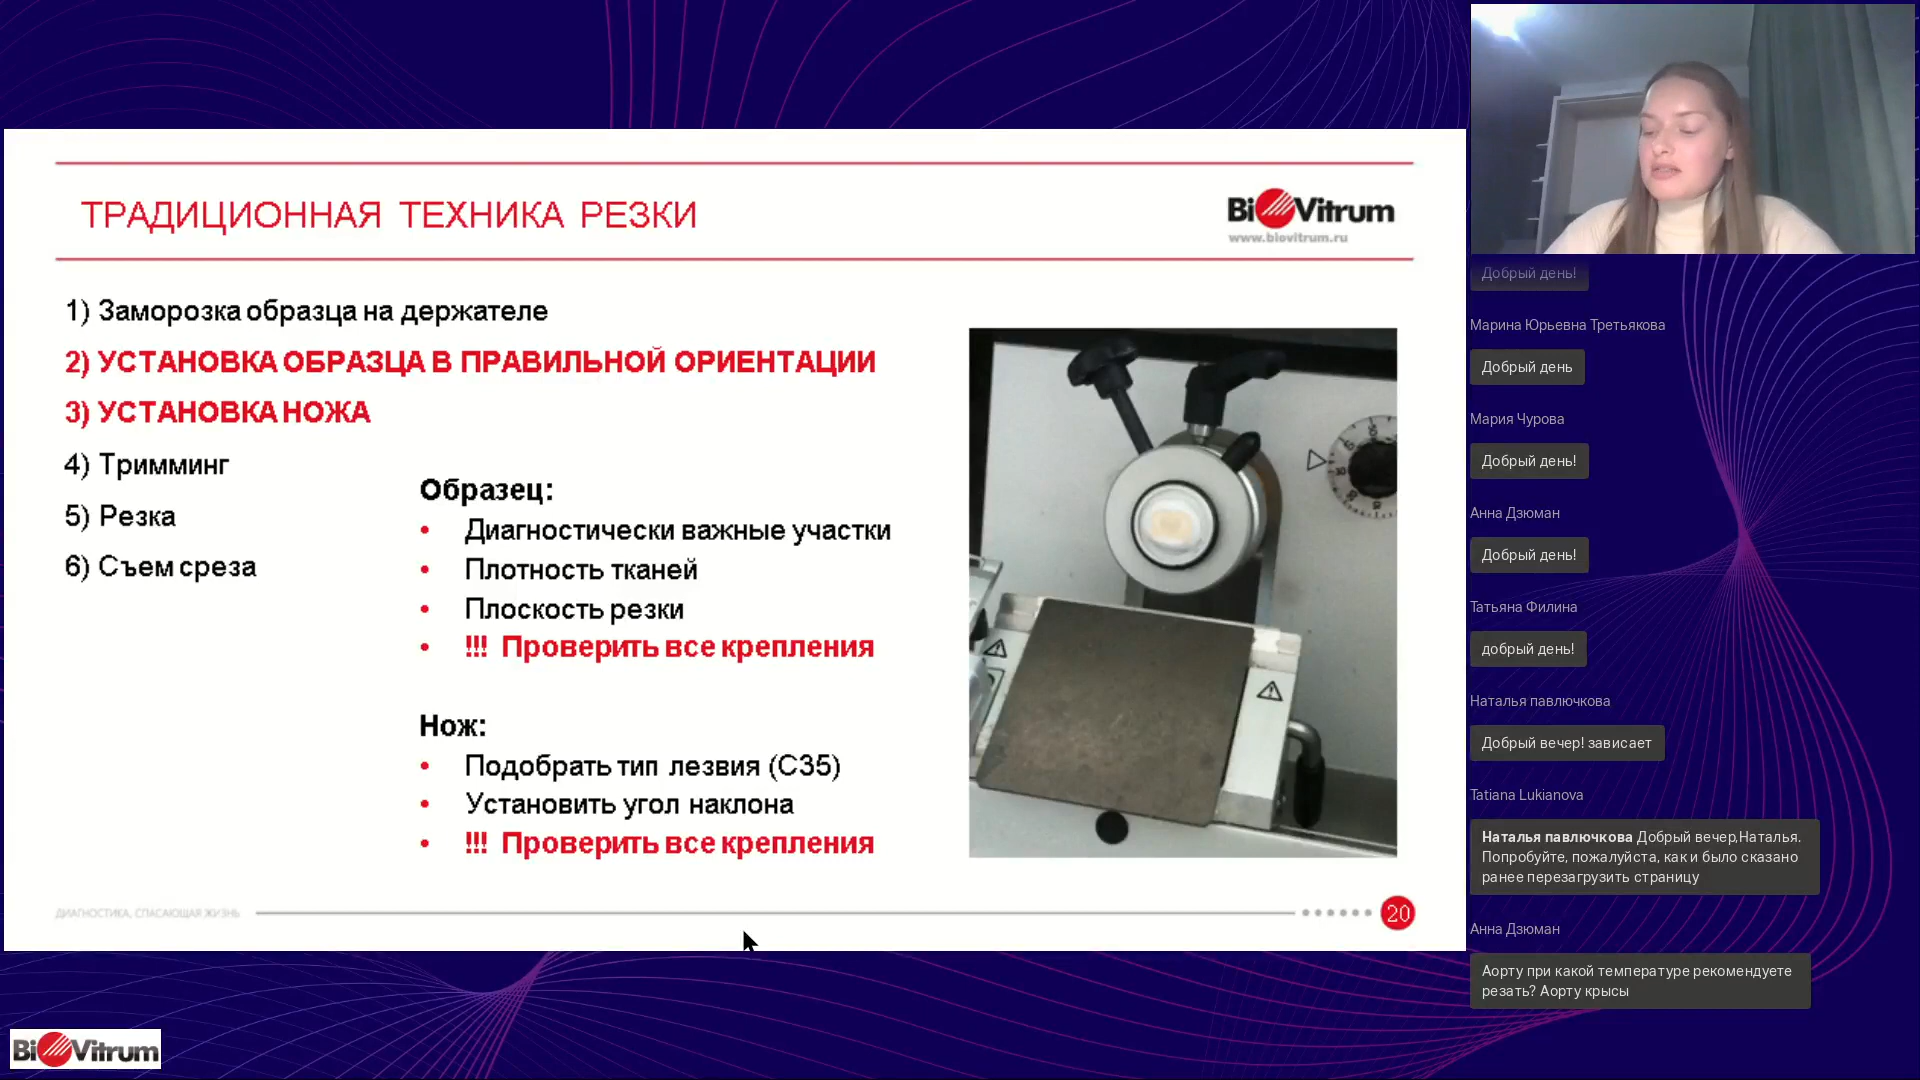 ТРАДИЦИОННАЯ ТЕХНИКА РЕЗКИ
BiOVitrum
www.biovitrum.ru
1) Заморозка образца на держателе
2) УСТАНОВКА ОБРАЗЦА В ПРАВИЛЬНОЙ ОРИЕНТАЦИИ
3) УСТАНОВКА НОЖА
4) Тримминг
5) Резка
6) Съем среза
Образец:
• Диагностически важные участки
• Плотность тканей
• Плоскость резки
• !!! Проверить все крепления
Нож:
• Подобрать тип лезвия (C35)
• Установить угол наклона
• !!! Проверить все крепления
ДИАГНОСТИКА, СПАСАЮЩАЯ ЖИЗНЬ
20
BiOVitrum
Добрый день!
Марина Юрьевна Третьякова
Добрый день
Мария Чурова
Добрый день!
Анна Дзюман
Добрый день!
Татьяна Филина
добрый день!
Наталья павлючкова
Добрый вечер! зависает
Tatiana Lukianova
Наталья павлючкова Добрый вечер,Наталья.
Попробуйте, пожалуйста, как и было сказано
ранее перезагрузить страницу
Анна Дзюман
Аорту при какой температуре рекомендуете
резать? Аорту крысы